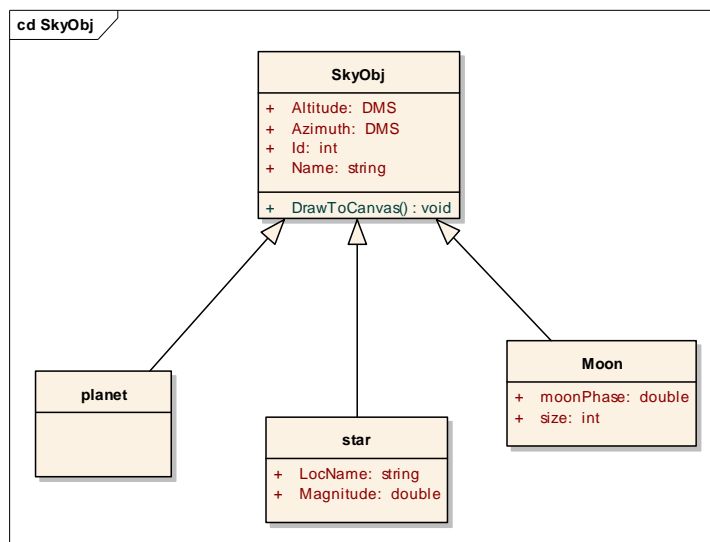 cd SkyObj
SkyObj
+ Altitude: DMS
+ Azimuth: DMS
+ Id: int
+ Name: string
+ DrawToCanvas() : void
planet
star
+ LocName: string
+ Magnitude: double
Moon
+ moonPhase: double
+ size: int